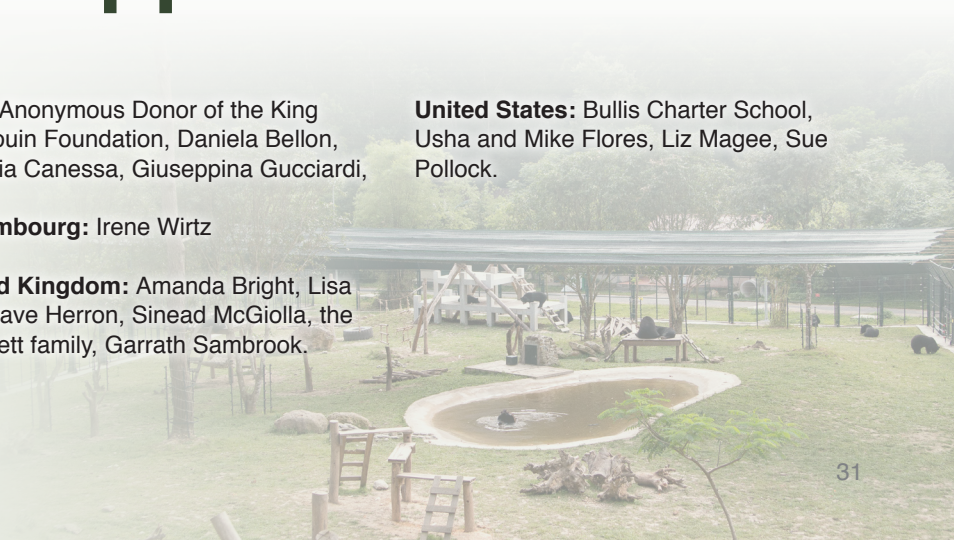 Anonymous Donor of the King
ouin Foundation, Daniela Bellon,
ia Canessa, Giuseppina Gucciardi,
mbourg: Irene Wirtz
d Kingdom: Amanda Bright, Lisa
ave Herron, Sinead McGiolla, the
ett family, Garrath Sambrook.
United States: Bullis Charter School,
Usha and Mike Flores, Liz Magee, Sue
Pollock.
31